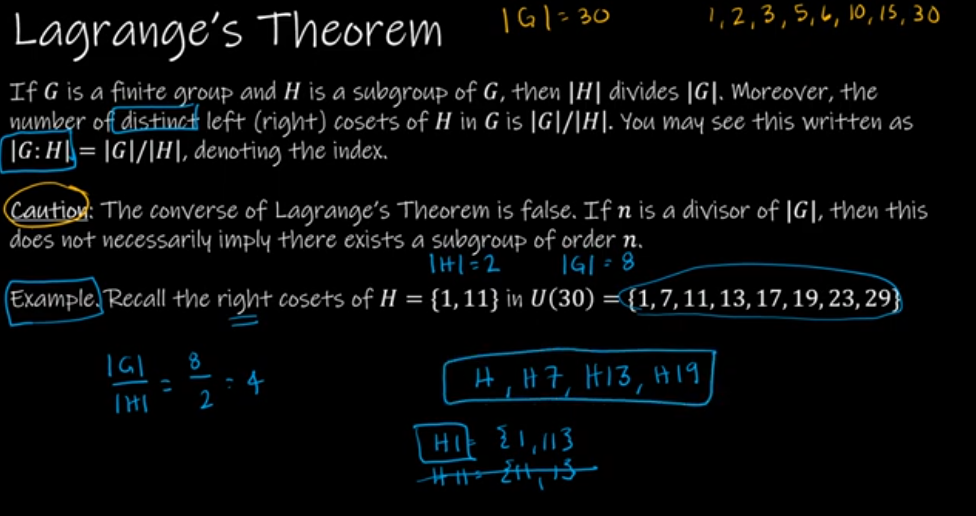 Lagrange's Theorem
|G| = 30
1, 2, 3, 5, 6, 10, 15, 30
If G is a finite group and H is a subgroup of G, then |H| divides |G|. Moreover, the
number of distinct left (right) cosets of H in G is |G|/|H|. You may see this written as
|G:H| = |G|/|H|, denoting the index.
Caution: The converse of Lagrange's Theorem is false. If n is a divisor of |G|, then this
does not necessarily imply there exists a subgroup of order n.
|H| = 2
|G| = 8
Example. Recall the right cosets of H = {1, 11} in U(30) = {1, 7, 11, 13, 17, 19, 23, 29}
|G|/|H| = 8/2 = 4
H, H7, H13, H19
H1 = {1, 11}
H11 = {11, 1}